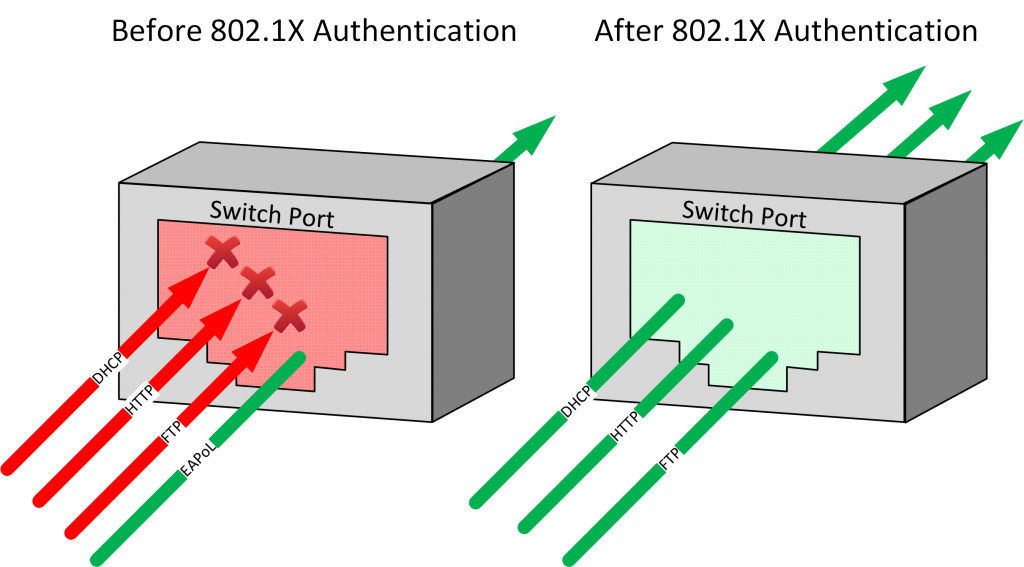 Before 802.1X Authentication
After 802.1X Authentication
Switch Port
DHCP
HTTP
FTP
EAPoL
Switch Port
DHCP
HTTP
FTP